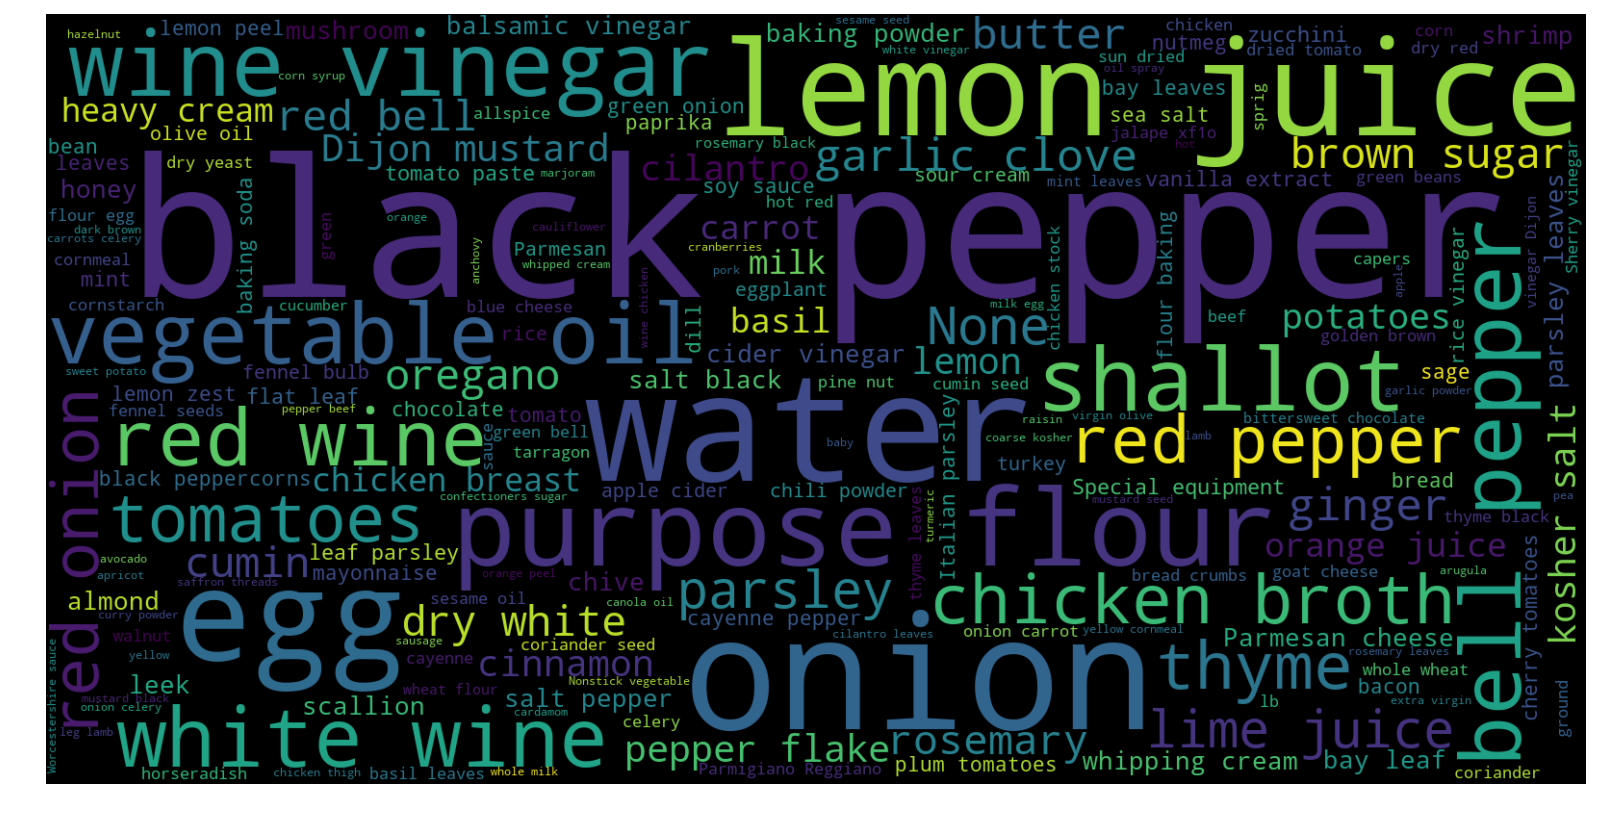 hazelnut
lemon peel
mushroom
balsamic vinegar
sesame seed
baking powder
white vinegar
butter
chicken
nutmeg
zucchini
dried tomato
corn
dry red
shrimp
wine vinegar
corn syrup
lemon juice
sun dried
oil spray
bay leaves
heavy cream
red bell
allspice
green onion
paprika
sea salt
sprig
olive oil
jalape xf1o
hot
bean
leaves
dry yeast
Dijon mustard
rosemary black
garlic clove
brown sugar
tomato paste
marjoram
cilantro
sour cream
mint leaves
vanilla extract
green beans
honey
soy sauce
hot red
black pepper
flour egg
dark brown
carrots celery
baking soda
green
orange
anchovy
Parmesan
whipped cream
cauliflower
carrot
cranberries
milk
pork
chicken stock
flour baking
capers
apple
rice vinegar
vinegar Dijon
Sherry vinegar
parsley leaves
cornmeal
mint
cornstarch
cucumber
blue cheese
wine chicken
eggplant
milk egg
beef
potatoes
golden brown
vegetable oil
rice
dill
basil
None
bell pepper
sweet potato
fennel bulb
cider vinegar
lemon
shallot
sage
lemon zest
flat leaf
oregano
salt black
pine nut
cumin seed
garlic powder
fennel seeds
chocolate
pepper beef
tomato
water
raisin
virgin olive
bittersweet chocolate
red onion
red wine
sauce
green bell
tarragon
baby
coarse kosher
red pepper
lamb
kosher salt
black peppercorns
chicken breast
turkey
bread
confectioners sugar
apple cider
chili powder
Special equipment
mustard seed
pea
tomatoes
purpose flour
thyme leaves
turmeric
Italian parsley
ginger
thyme black
avocado
cumin
leaf parsley
orange juice
apricot
saffron threads
mayonnaise
orange peel
chive
bread crumbs
goat cheese
arugula
cherry tomatoes
almond
curry powder
egg
sesame oil
canola oil
parsley
chicken broth
walnut
dry white
cayenne pepper
cilantro leaves
onion carrot
yellow cornmeal
Parmesan cheese
yellow
sausage
coriander seed
cayenne
cinnamon
onion
thyme
rosemary leaves
whole wheat
Worcestershire sauce
leek
wheat flour
Nonstick vegetable
salt pepper
bacon
mustard black
onion celery
scallion
cardamom
lb
extra virgin
ground
leg lamb
white wine
celery
pepper flake
rosemary
lime juice
horseradish
chicken thigh
basil leaves
whole milk
Parmigiano Reggiano
plum tomatoes
whipping cream
bay leaf
coriander